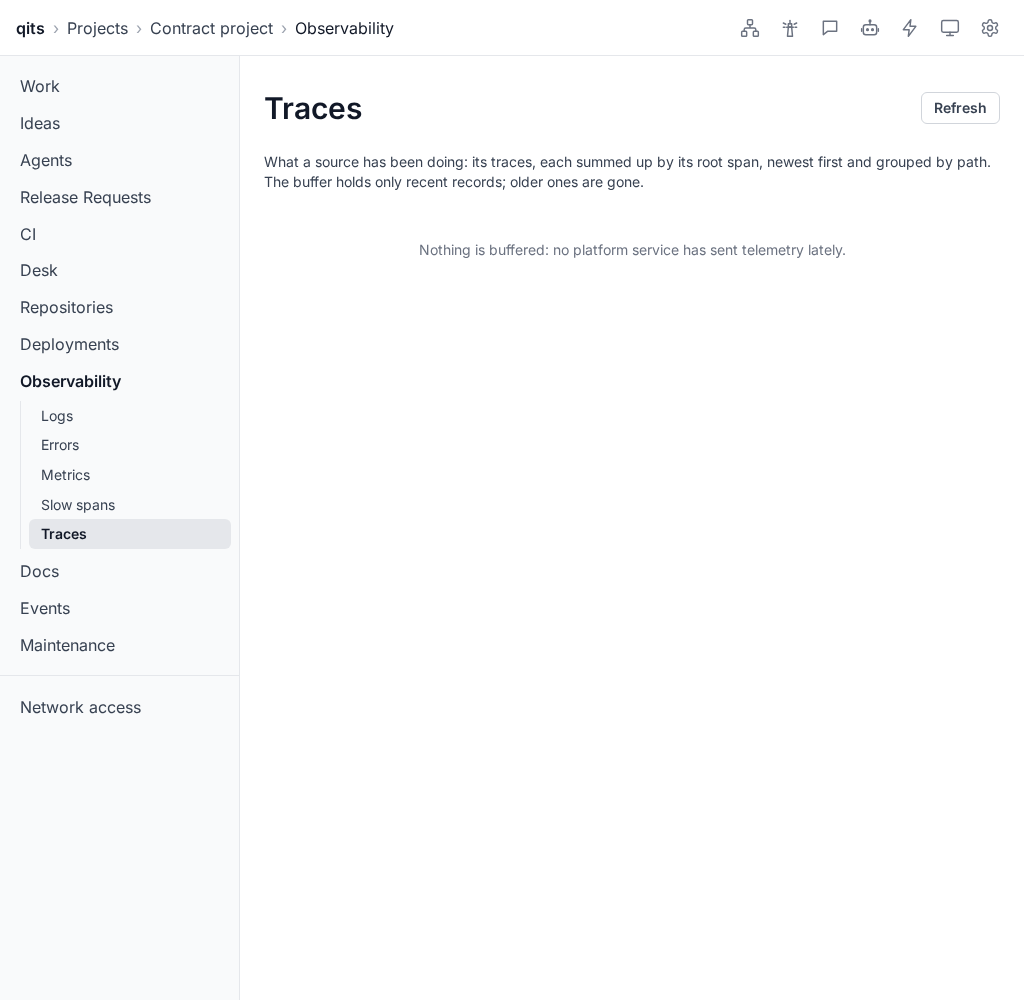 qits › Projects › Contract project › Observability
Work
Ideas
Agents
Release Requests
CI
Desk
Repositories
Deployments
Observability
Logs
Errors
Metrics
Slow spans
Traces
Docs
Events
Maintenance
Network access
Traces
Refresh
What a source has been doing: its traces, each summed up by its root span, newest first and grouped by path.
The buffer holds only recent records; older ones are gone.
Nothing is buffered: no platform service has sent telemetry lately.